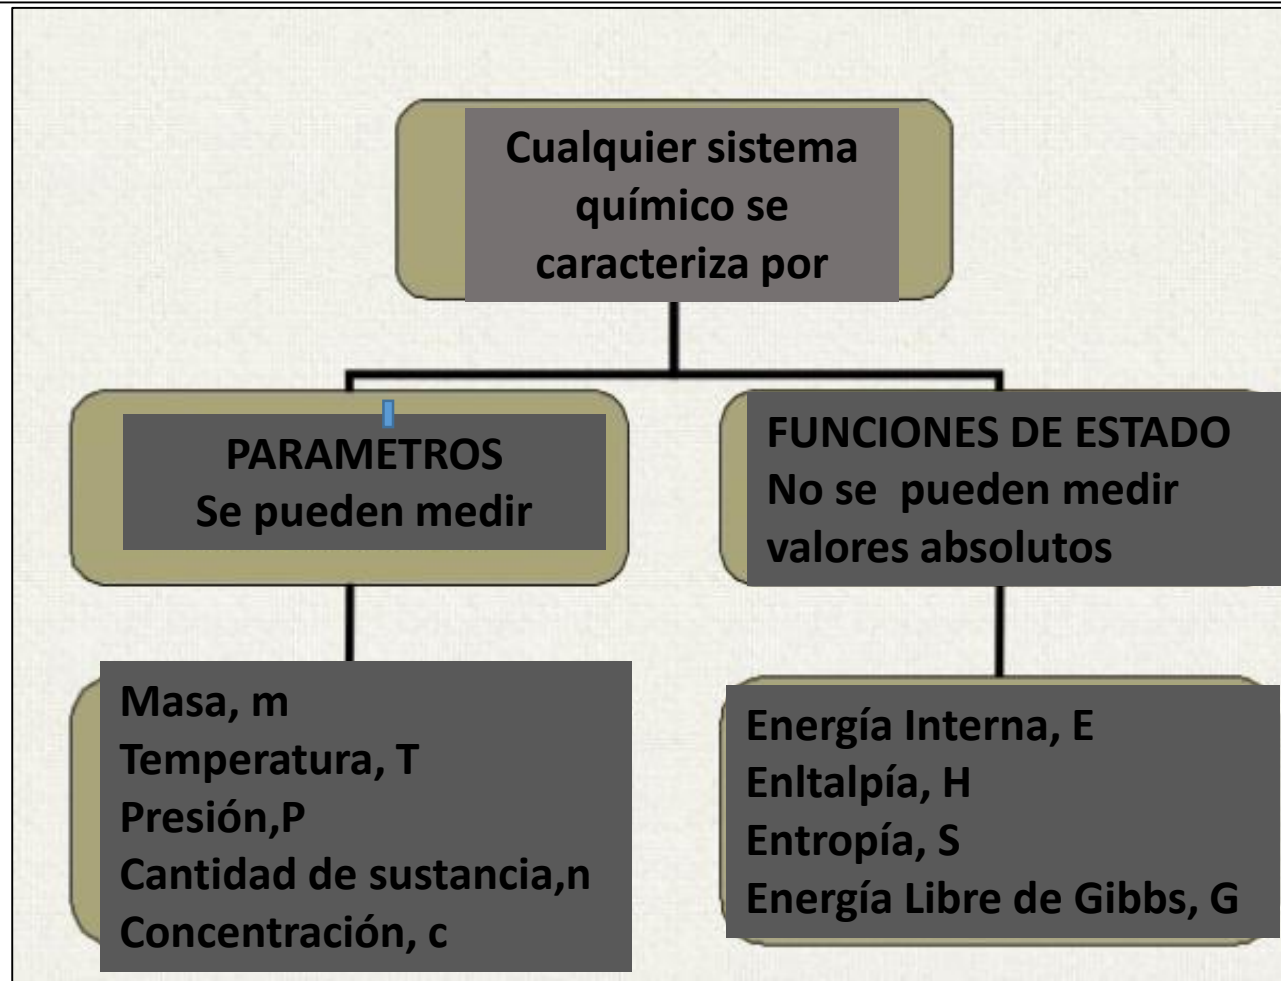 Cualquier sistema
químico se
caracteriza por
PARAMETROS
Se pueden medir
FUNCIONES DE ESTADO
No se pueden medir
valores absolutos
Masa, m
Temperatura, T
Presión,P
Cantidad de sustancia,n
Concentración, c
Energía Interna, E
Enltalpía, H
Entropía, S
Energía Libre de Gibbs, G